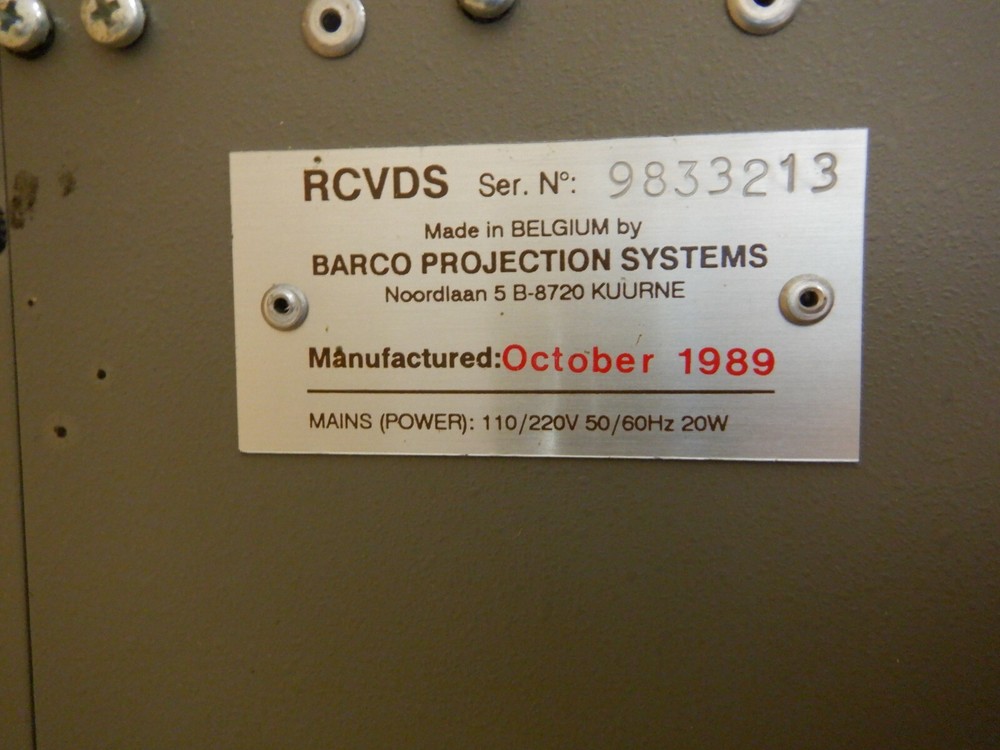 RCVDS Ser. N°: 9833213
Made in BELGIUM by
BARCO PROJECTION SYSTEMS
Noordlaan 5 B-8720 KUURNE
Manufactured: October 1989
MAINS (POWER): 110/220V 50/60Hz 20W